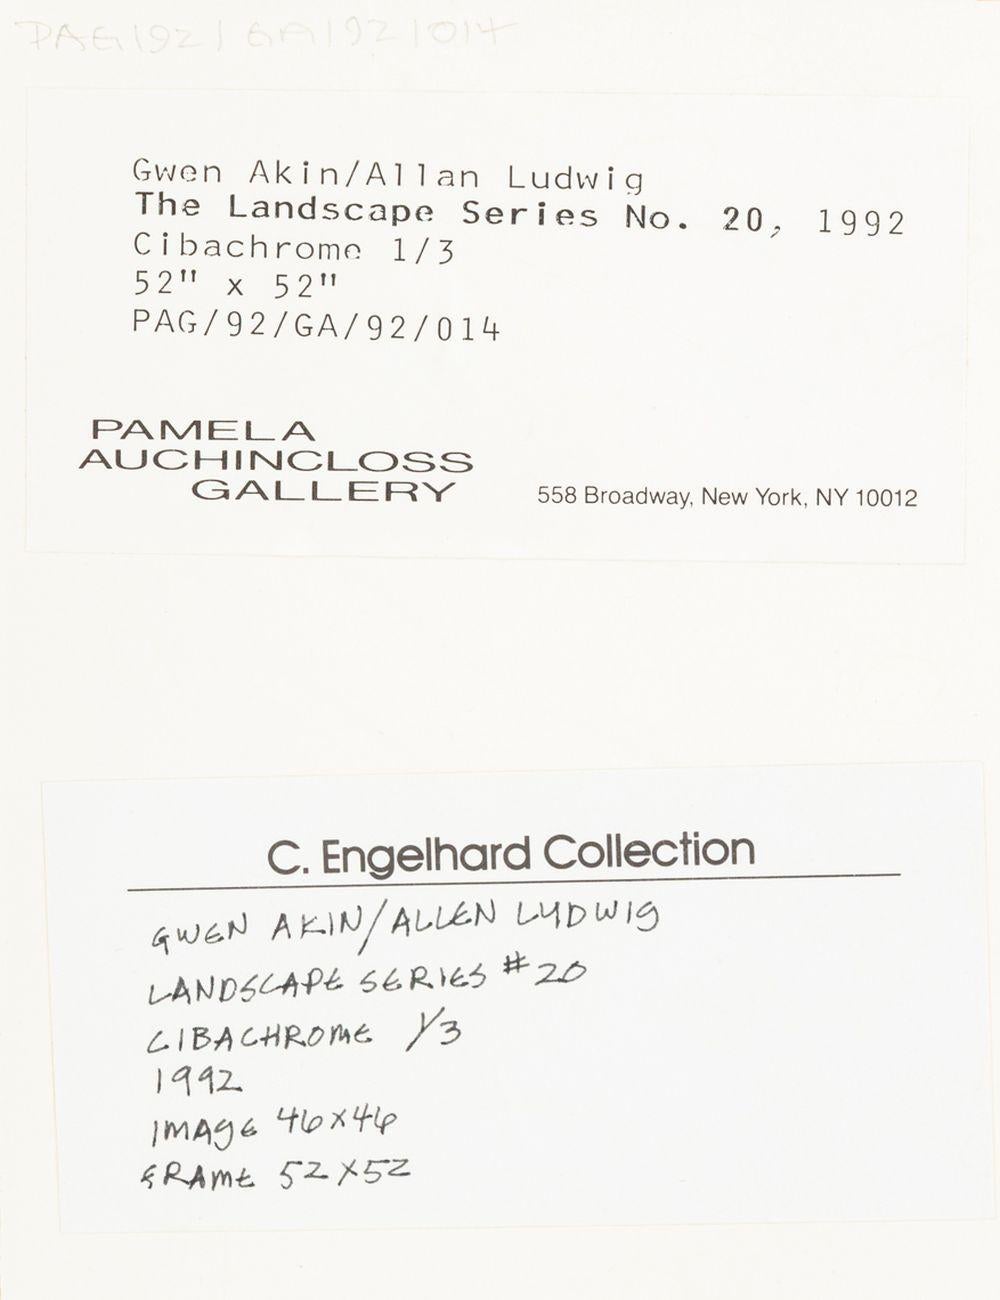 PAG/92/GA/92/014
Gwen Akin/Allan Ludwig
The Landscape Series No. 20, 1992
Cibachrome 1/3
52" x 52"
PAG/92/GA/92/014
PAMELA
AUCHINCLOSS
GALLERY
558 Broadway, New York, NY 10012
C. Engelhard Collection
GWEN AKIN/ALLEN LUDWIG
LANDSCAPE SERIES #20
CIBACHROME 1/3
1992
IMAGE 46X46
FRAME 52X52